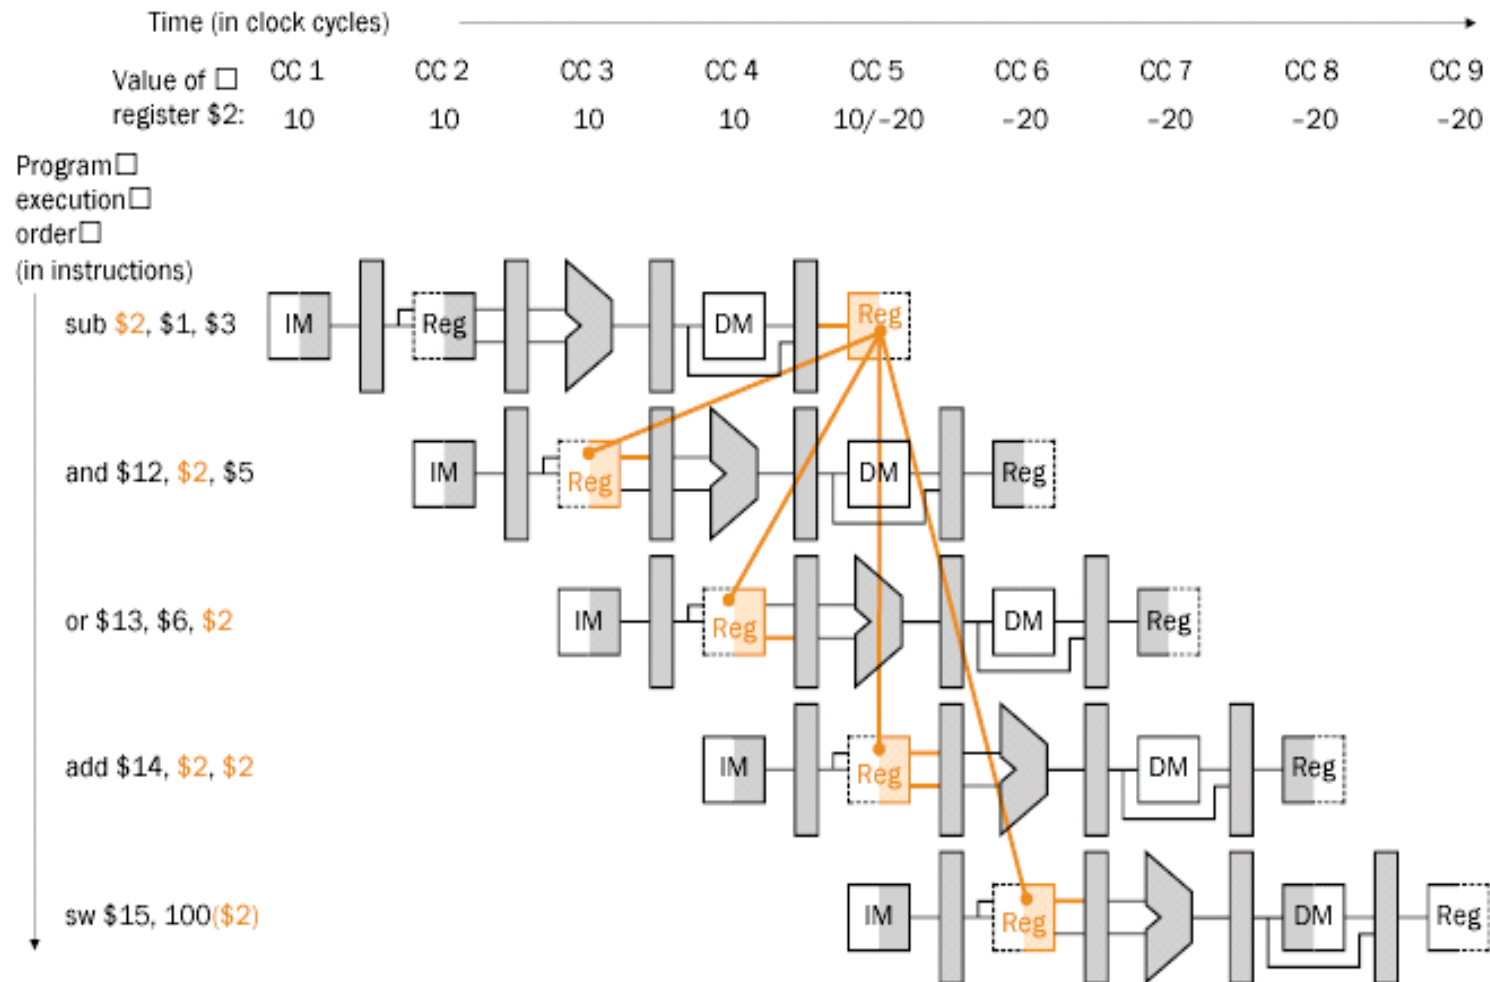 Time (in clock cycles)
Value of □ CC 1 CC 2 CC 3 CC 4 CC 5 CC 6 CC 7 CC 8 CC 9
register $2: 10 10 10 10 10/–20 –20 –20 –20 –20
Program□
execution□
order□
(in instructions)
sub $2, $1, $3 IM Reg DM Reg
and $12, $2, $5 IM Reg DM Reg
or $13, $6, $2 IM Reg DM Reg
add $14, $2, $2 IM Reg DM Reg
sw $15, 100($2) IM Reg DM Reg